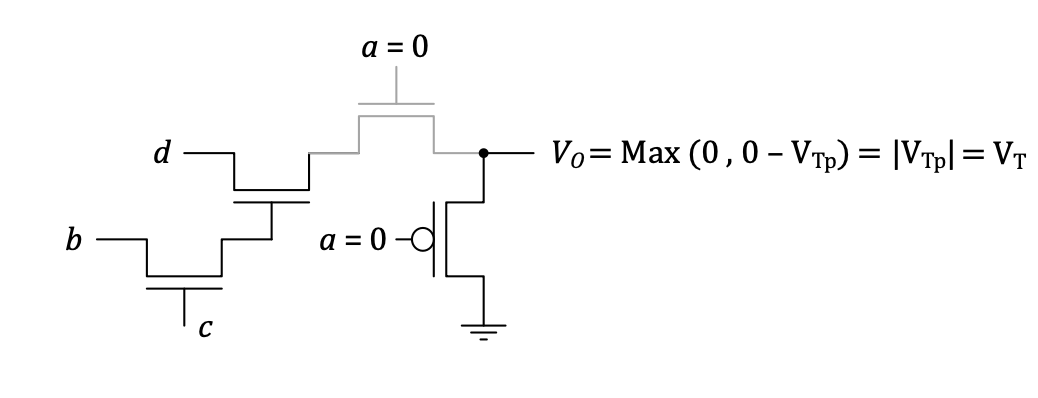 a = 0
d
V_O = Max (0 , 0 − V_Tp) = |V_Tp| = V_T
b
a = 0
c